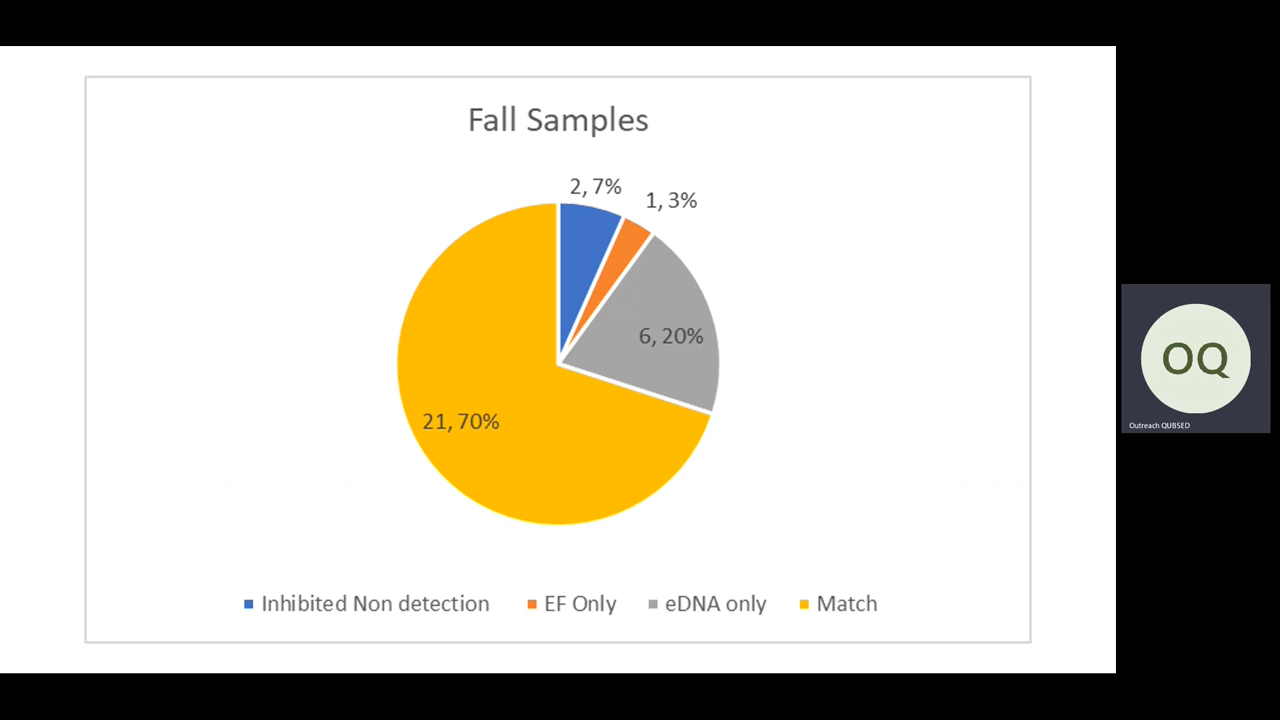 Fall Samples
2, 7%
1, 3%
6, 20%
21, 70%
Inhibited Non detection EF Only eDNA only Match
OQ
Outreach QUBSED